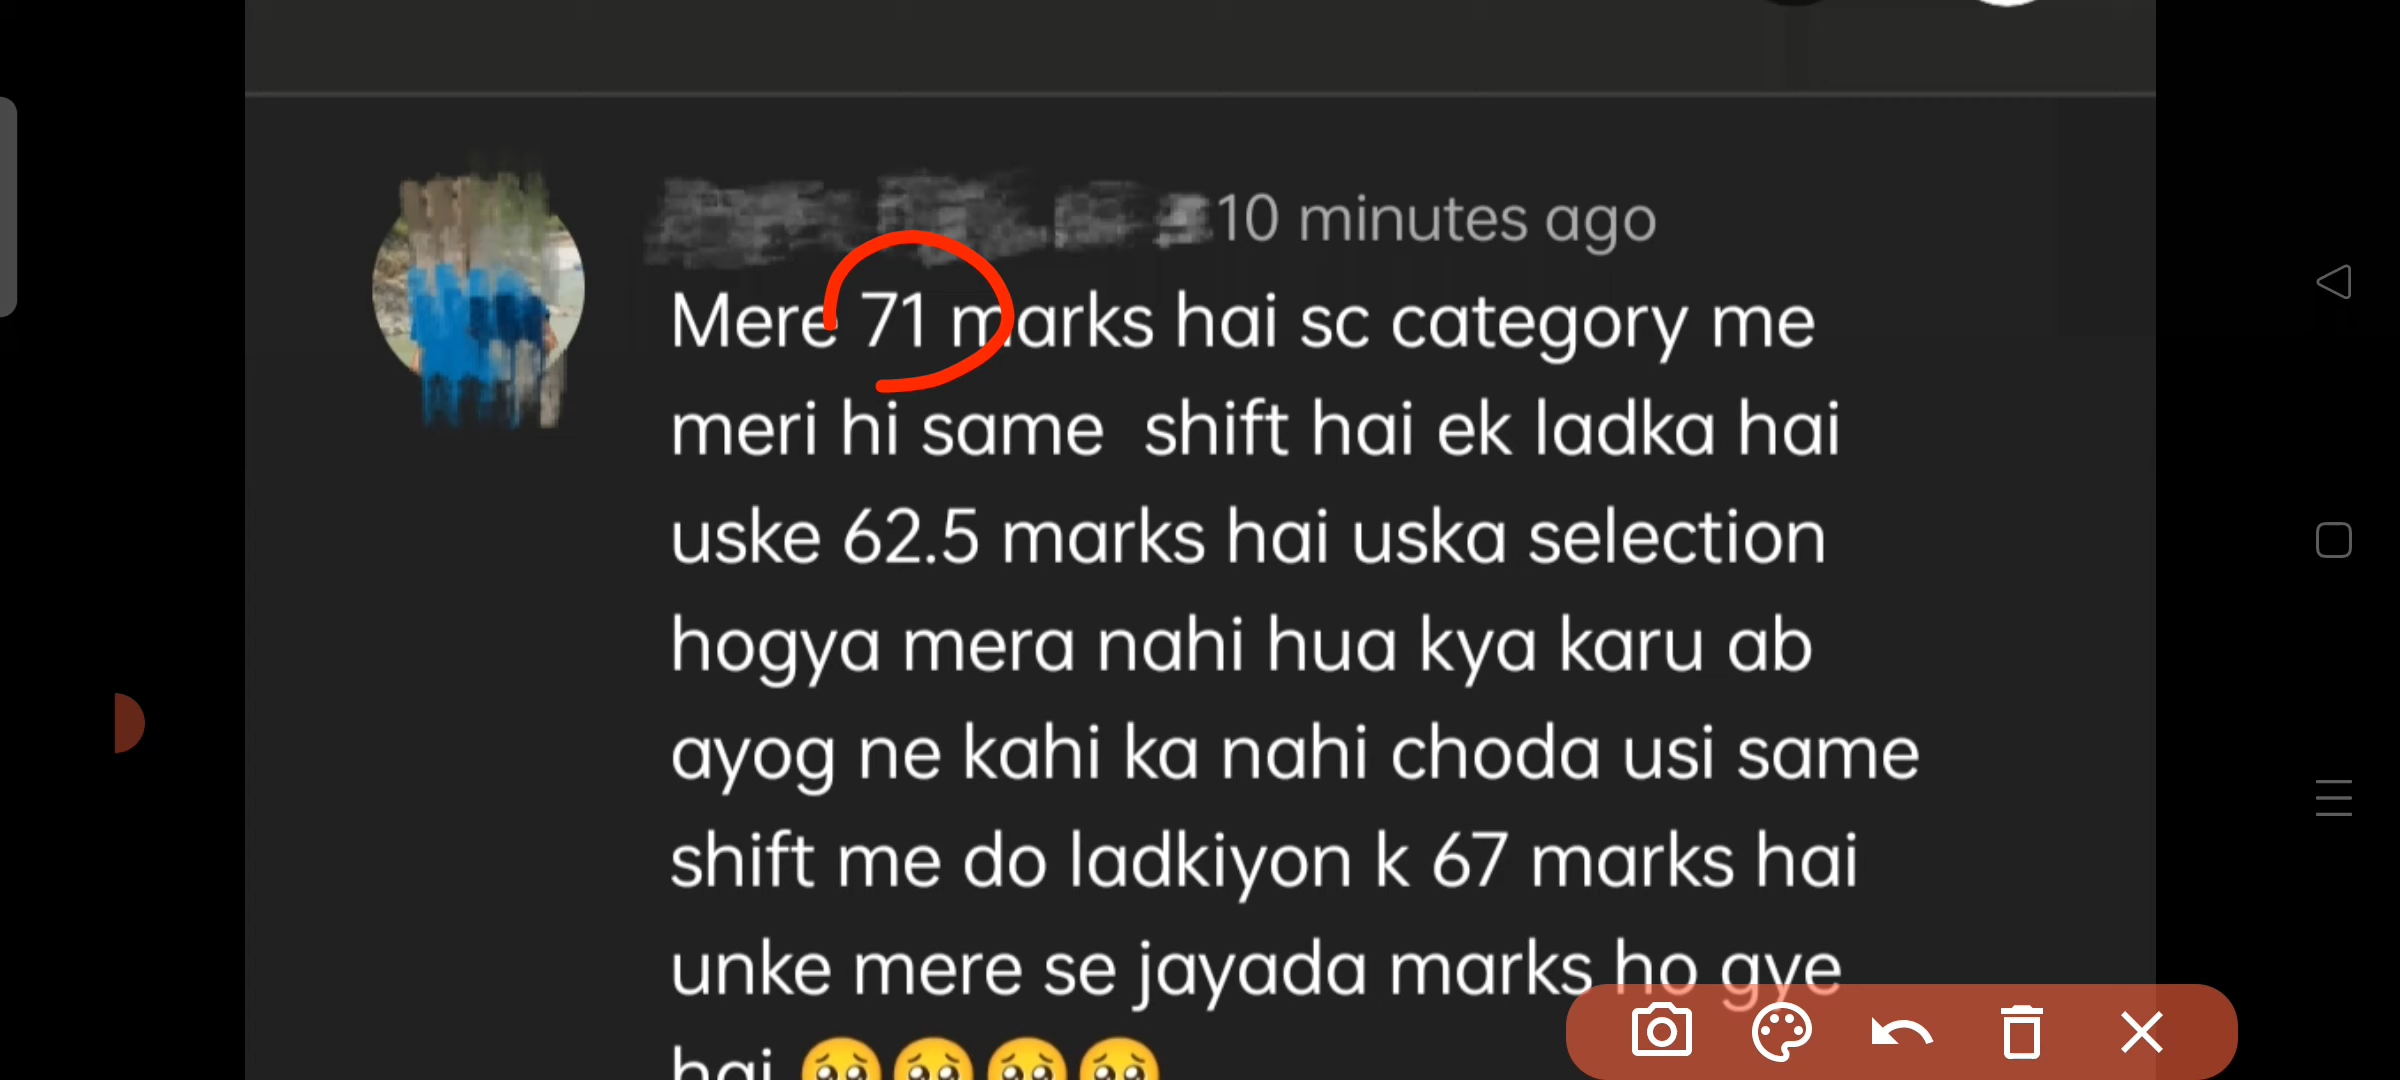 10 minutes ago
Mere 71 marks hai sc category me
meri hi same shift hai ek ladka hai
uske 62.5 marks hai uska selection
hogya mera nahi hua kya karu ab
ayog ne kahi ka nahi choda usi same
shift me do ladkiyon k 67 marks hai
unke mere se jayada marks ho gye
hai 🥺🥺🥺🥺